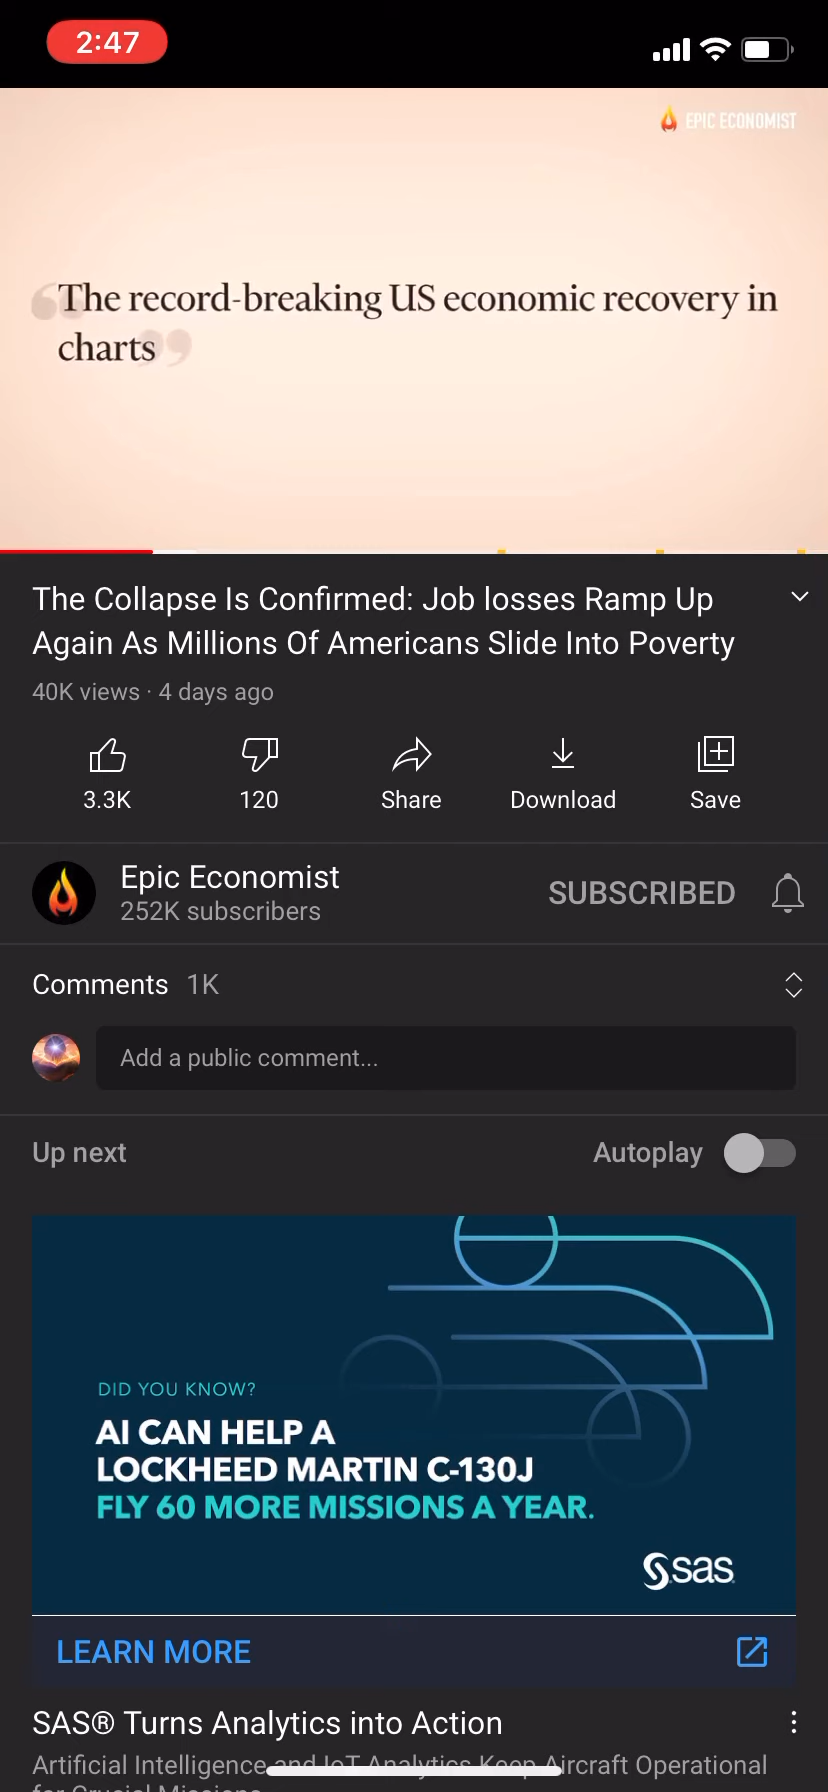 2:47
EPIC ECONOMIST
“The record-breaking US economic recovery in
charts”
The Collapse Is Confirmed: Job losses Ramp Up
Again As Millions Of Americans Slide Into Poverty
40K views · 4 days ago
3.3K 120 Share Download Save
Epic Economist
252K subscribers
SUBSCRIBED
Comments 1K
Add a public comment...
Up next Autoplay
DID YOU KNOW?
AI CAN HELP A
LOCKHEED MARTIN C-130J
FLY 60 MORE MISSIONS A YEAR.
sas
LEARN MORE
SAS® Turns Analytics into Action
Artificial Intelligence and IoT Analytics Keep Aircraft Operational
for Crucial Missions